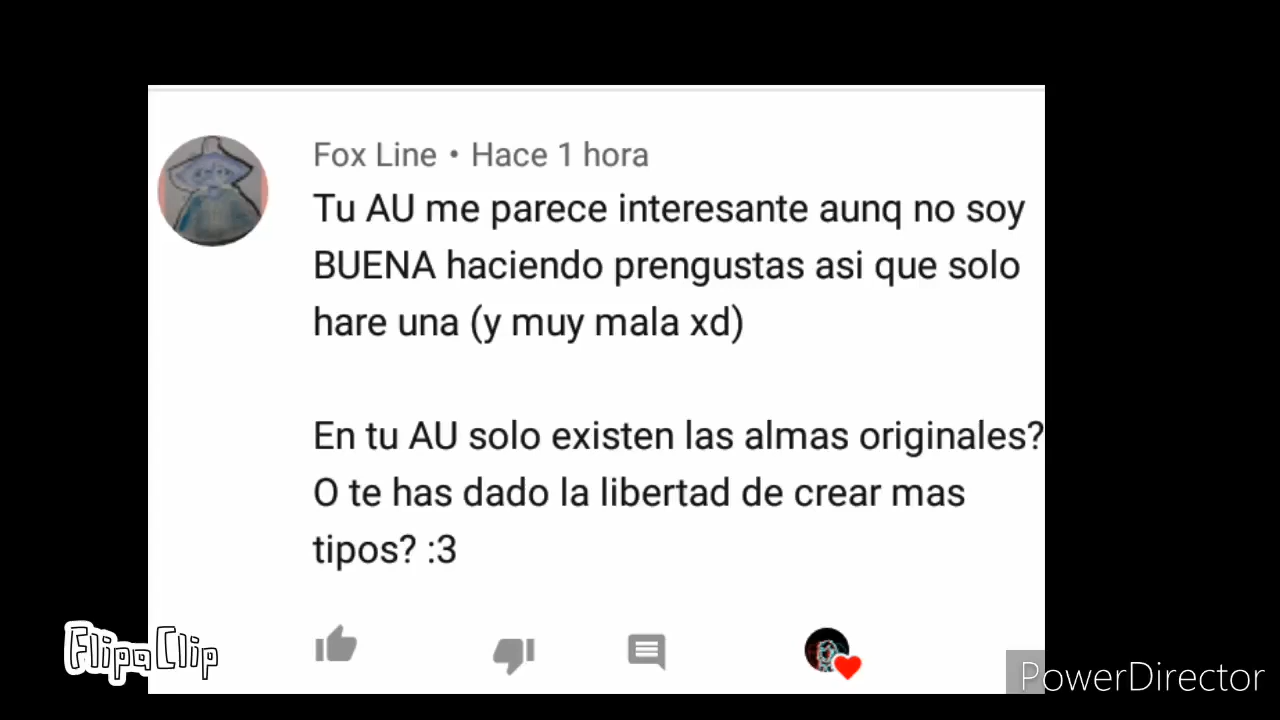 Fox Line • Hace 1 hora
Tu AU me parece interesante aunq no soy
BUENA haciendo prengustas asi que solo
hare una (y muy mala xd)
En tu AU solo existen las almas originales?
O te has dado la libertad de crear mas
tipos? :3
FlipaClip
PowerDirector